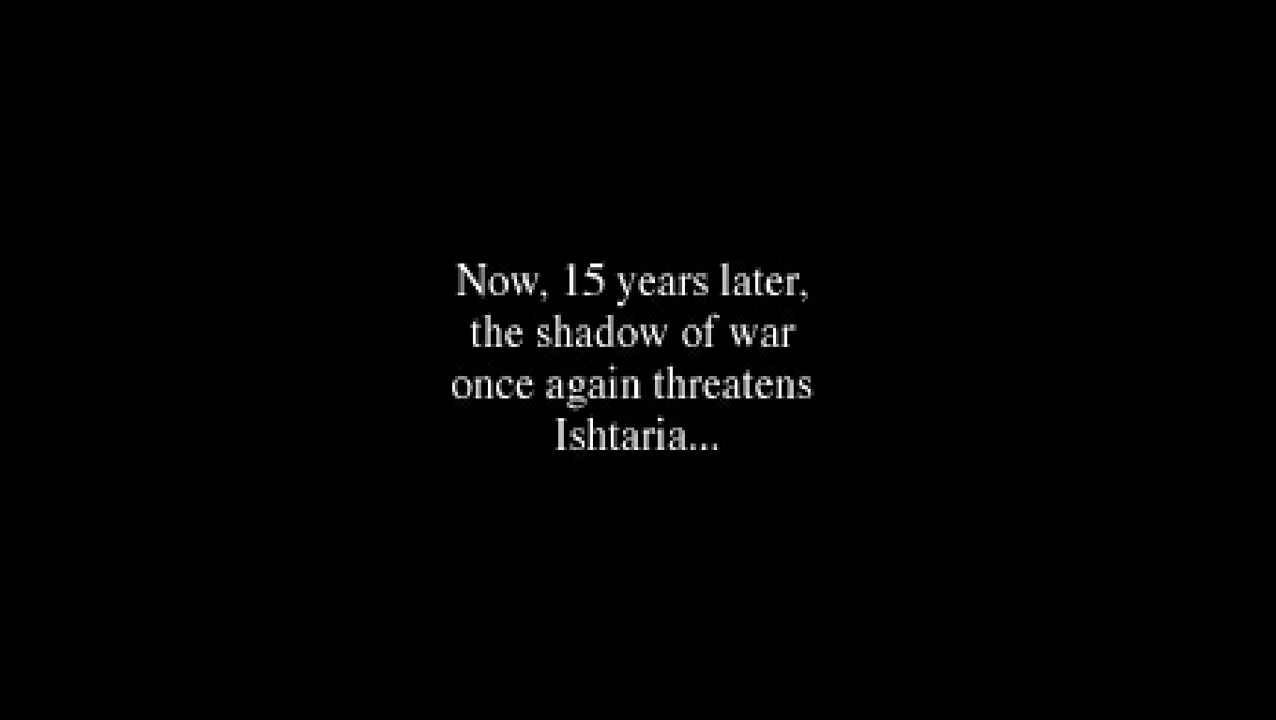 Now, 15 years later,
the shadow of war
once again threatens
Ishtaria...